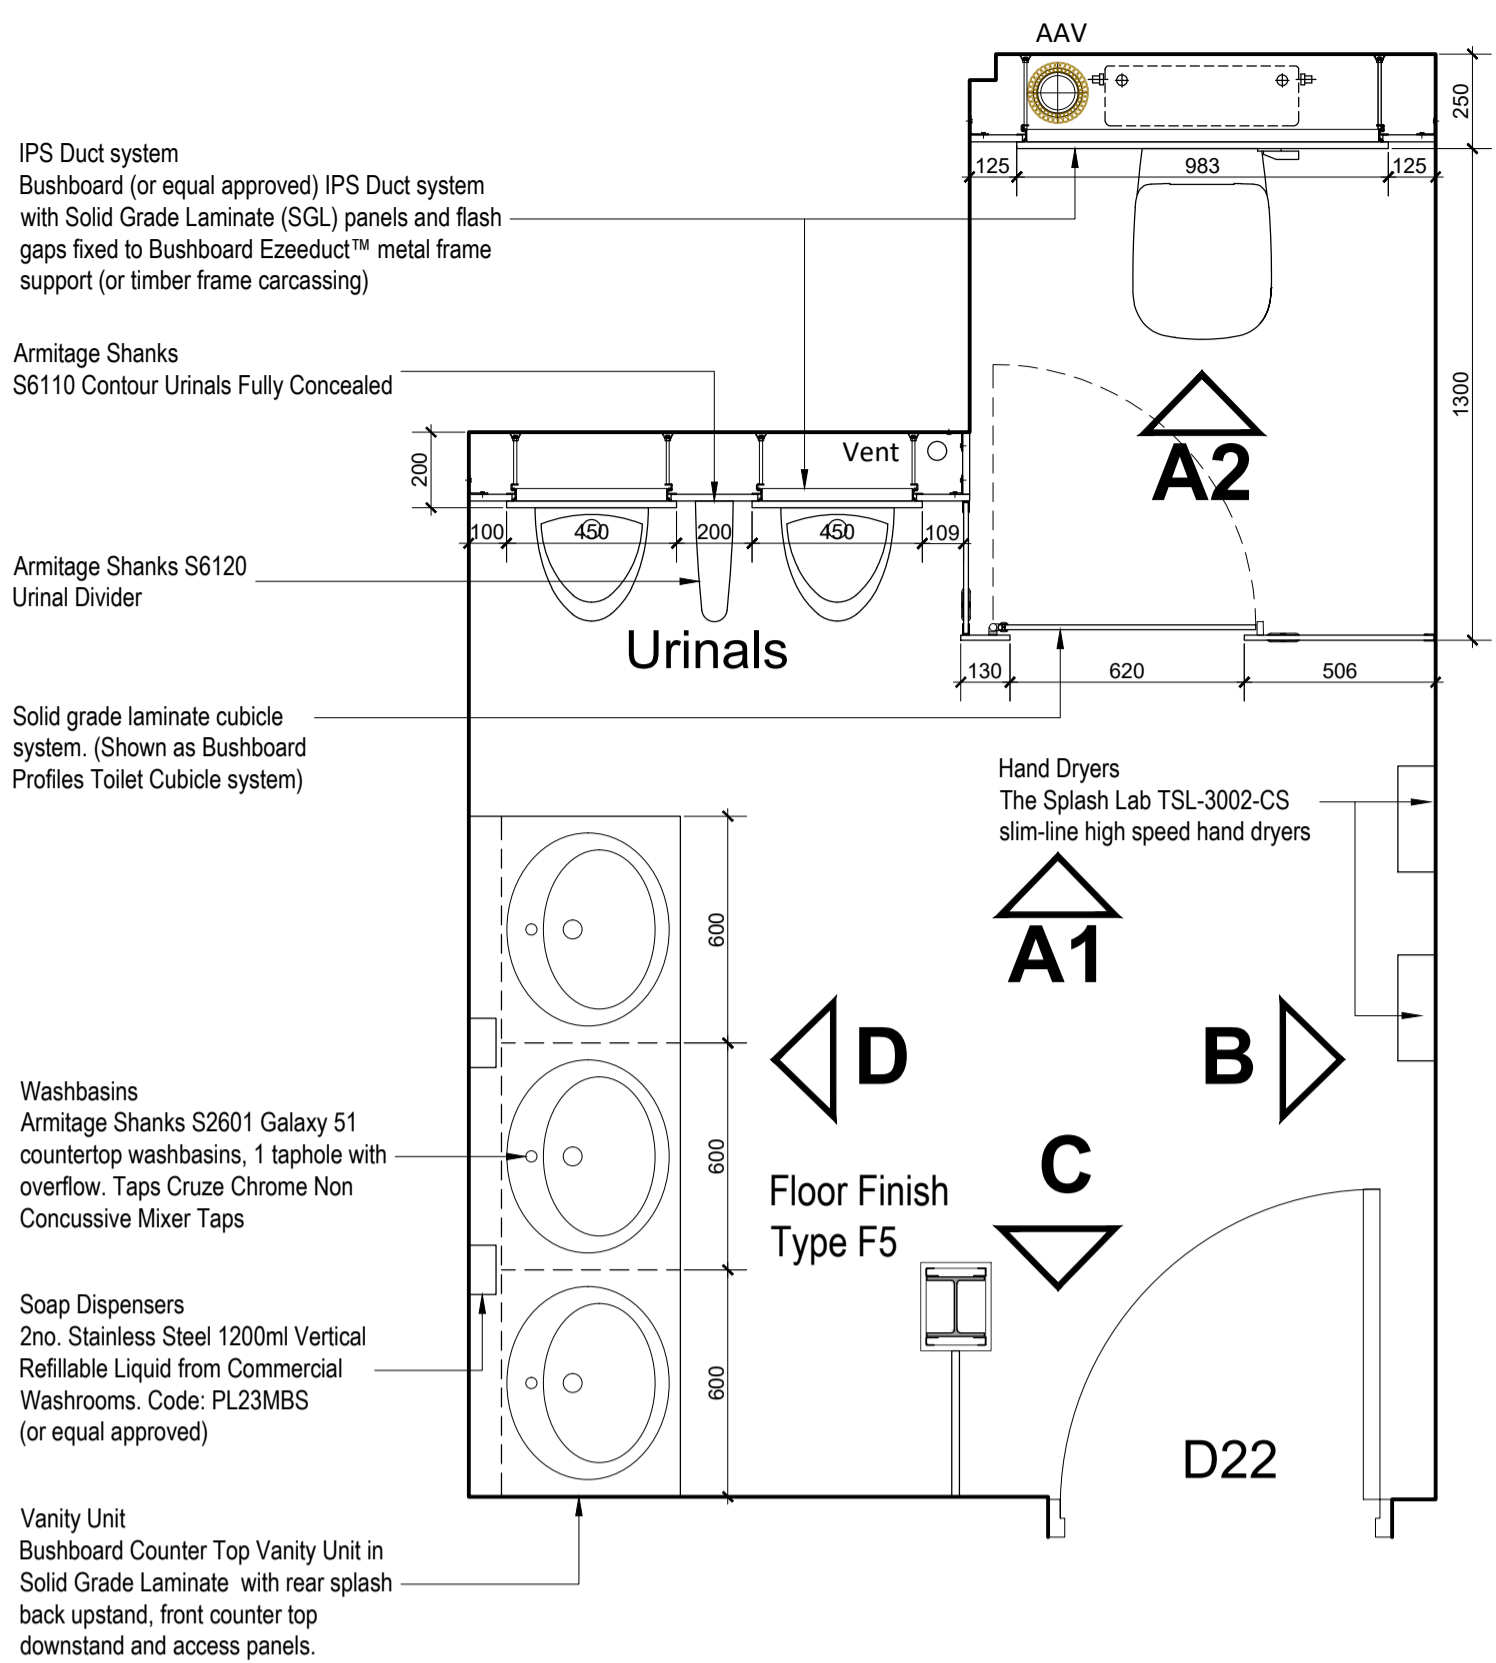 AAV
250
IPS Duct system
Bushboard (or equal approved) IPS Duct system
with Solid Grade Laminate (SGL) panels and flash
gaps fixed to Bushboard Ezeeduct™ metal frame
support (or timber frame carcassing)
125
983
125
Armitage Shanks
S6110 Contour Urinals Fully Concealed
1300
A2
200
Vent
100
450
200
450
109
Armitage Shanks S6120
Urinal Divider
Urinals
130
620
506
Solid grade laminate cubicle
system. (Shown as Bushboard
Profiles Toilet Cubicle system)
Hand Dryers
The Splash Lab TSL-3002-CS
slim-line high speed hand dryers
600
A1
D
B
Washbasins
Armitage Shanks S2601 Galaxy 51
countertop washbasins, 1 taphole with
overflow. Taps Cruze Chrome Non
Concussive Mixer Taps
600
C
Floor Finish
Type F5
Soap Dispensers
2no. Stainless Steel 1200ml Vertical
Refillable Liquid from Commercial
Washrooms. Code: PL23MBS
(or equal approved)
600
D22
Vanity Unit
Bushboard Counter Top Vanity Unit in
Solid Grade Laminate with rear splash
back upstand, front counter top
downstand and access panels.